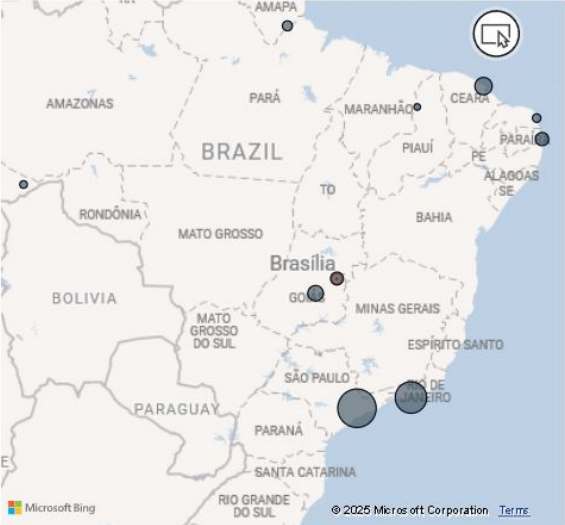 AMAPA
AMAZONAS
PARÁ
MARANHÃO
CEARÁ
BRAZIL
PIAUÍ
PARAÍBA
PE
ALAGOAS
SE
TO
RONDÔNIA
MATO GROSSO
BAHIA
Brasília
GOIÁS
BOLIVIA
MINAS GERAIS
MATO
GROSSO
DO SUL
ESPÍRITO SANTO
SÃO PAULO
RIO DE
JANEIRO
PARAGUAY
PARANÁ
SANTA CATARINA
RIO GRANDE
DO SUL
E
Microsoft Bing
© 2025 Microsoft Corporation Terms